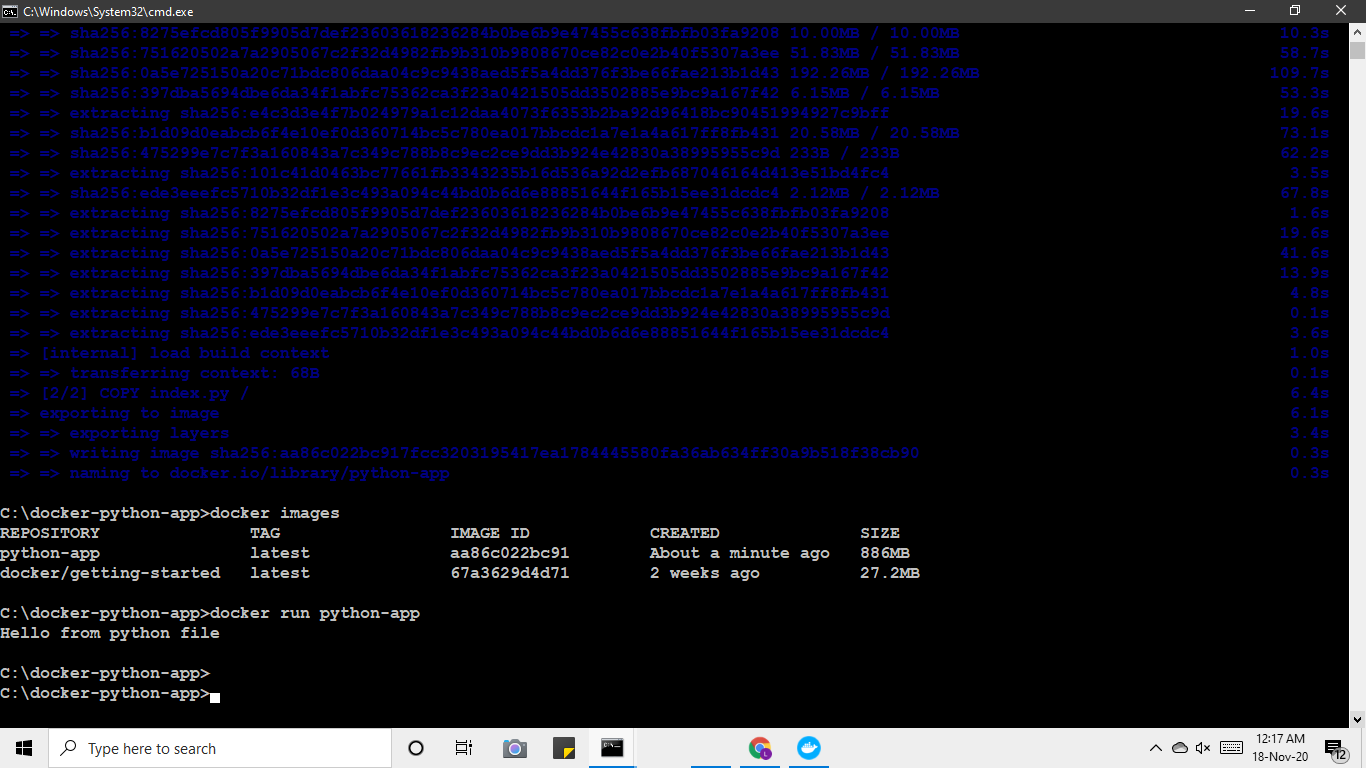 C:\Windows\System32\cmd.exe
=> => sha256:8275efcd805f9905d7def23603618236284b0be6b9e47455c638fbfb03fa9208 10.00MB / 10.00MB 10.3s
=> => sha256:751620502a7a2905067c2f32d4982fb9b310b9808670ce82c0e2b40f5307a3ee 51.83MB / 51.83MB 58.7s
=> => sha256:0a5e725150a20c71bdc806daa04c9c9438aed5f5a4dd376f3be66fae213b1d43 192.26MB / 192.26MB 109.7s
=> => sha256:397dba5694dbe6da34f1abfc75362ca3f23a0421505dd3502885e9bc9a167f42 6.15MB / 6.15MB 53.3s
=> => extracting sha256:e4c3d3e4f7b024979a1c12daa4073f6353b2ba92d96418bc90451994927c9bff 19.6s
=> => sha256:b1d09d0eabcb6f4e10ef0d360714bc5c780ea017bbcdc1a7e1a4a617ff8fb431 20.58MB / 20.58MB 73.1s
=> => sha256:475299e7c7f3a160843a7c349c788b8c9ec2ce9dd3b924e42830a38995955c9d 233B / 233B 62.2s
=> => extracting sha256:101c41d0463bc77661fb3343235b16d536a92d2efb687046164d413e51bd4fc4 3.5s
=> => sha256:ede3eeefc5710b32df1e3c493a094c44bd0b6d6e88851644f165b15ee31dcdc4 2.12MB / 2.12MB 67.8s
=> => extracting sha256:8275efcd805f9905d7def23603618236284b0be6b9e47455c638fbfb03fa9208 1.6s
=> => extracting sha256:751620502a7a2905067c2f32d4982fb9b310b9808670ce82c0e2b40f5307a3ee 19.6s
=> => extracting sha256:0a5e725150a20c71bdc806daa04c9c9438aed5f5a4dd376f3be66fae213b1d43 41.6s
=> => extracting sha256:397dba5694dbe6da34f1abfc75362ca3f23a0421505dd3502885e9bc9a167f42 13.9s
=> => extracting sha256:b1d09d0eabcb6f4e10ef0d360714bc5c780ea017bbcdc1a7e1a4a617ff8fb431 4.8s
=> => extracting sha256:475299e7c7f3a160843a7c349c788b8c9ec2ce9dd3b924e42830a38995955c9d 0.1s
=> => extracting sha256:ede3eeefc5710b32df1e3c493a094c44bd0b6d6e88851644f165b15ee31dcdc4 3.6s
=> [internal] load build context 1.0s
=> => transferring context: 68B 0.1s
=> [2/2] COPY index.py / 6.4s
=> exporting to image 6.1s
=> => exporting layers 3.4s
=> => writing image sha256:aa86c022bc917fcc3203195417ea1784445580fa36ab634ff30a9b518f38cb90 0.3s
=> => naming to docker.io/library/python-app 0.3s
C:\docker-python-app>docker images
REPOSITORY TAG IMAGE ID CREATED SIZE
python-app latest aa86c022bc91 About a minute ago 886MB
docker/getting-started latest 67a3629d4d71 2 weeks ago 27.2MB
C:\docker-python-app>docker run python-app
Hello from python file
C:\docker-python-app>
C:\docker-python-app>
Type here to search
L
12:17 AM
18-Nov-20
12